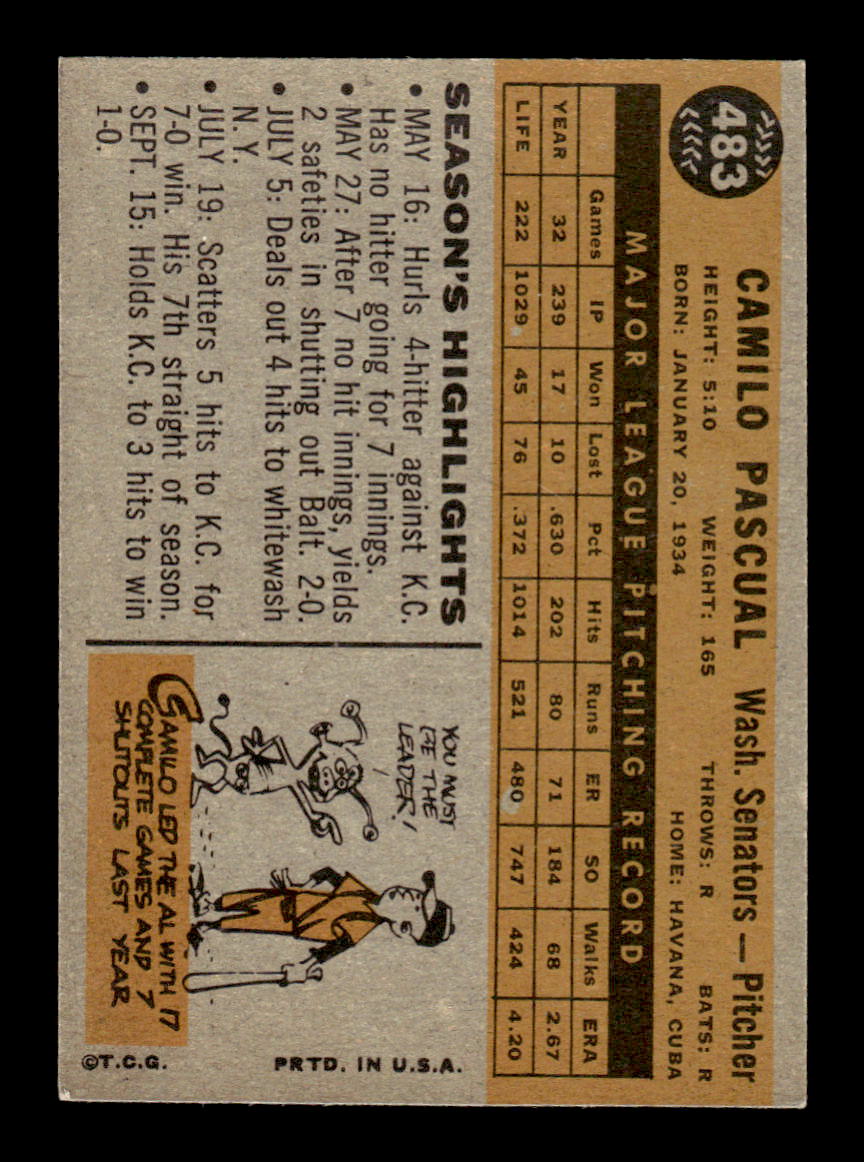 483
CAMILO PASCUAL Wash. Senators — Pitcher
HEIGHT: 5:10 WEIGHT: 165 THROWS: R BATS: R
BORN: JANUARY 20, 1934 HOME: HAVANA, CUBA
MAJOR LEAGUE PITCHING RECORD
Games IP Won Lost Pct Hits Runs ER SO Walks ERA
YEAR 32 239 17 10 .630 202 80 71 184 68 2.67
LIFE 222 1029 45 76 .372 1014 521 480 747 424 4.20
SEASON'S HIGHLIGHTS
• MAY 16: Hurls 4-hitter against K.C.
Has no hitter going for 7 innings.
• MAY 27: After 7 no hit innings, yields
2 safeties in shutting out Balt. 2-0.
• JULY 5: Deals out 4 hits to whitewash
N.Y.
• JULY 19: Scatters 5 hits to K.C. for
7-0 win. His 7th straight of season.
• SEPT. 15: Holds K.C. to 3 hits to win
1-0.
YOU MUST
BE THE
LEADER!
CAMILO LED THE AL WITH 17
COMPLETE GAMES AND 7
SHUTOUTS LAST YEAR
©T.C.G. PRTD. IN U.S.A.